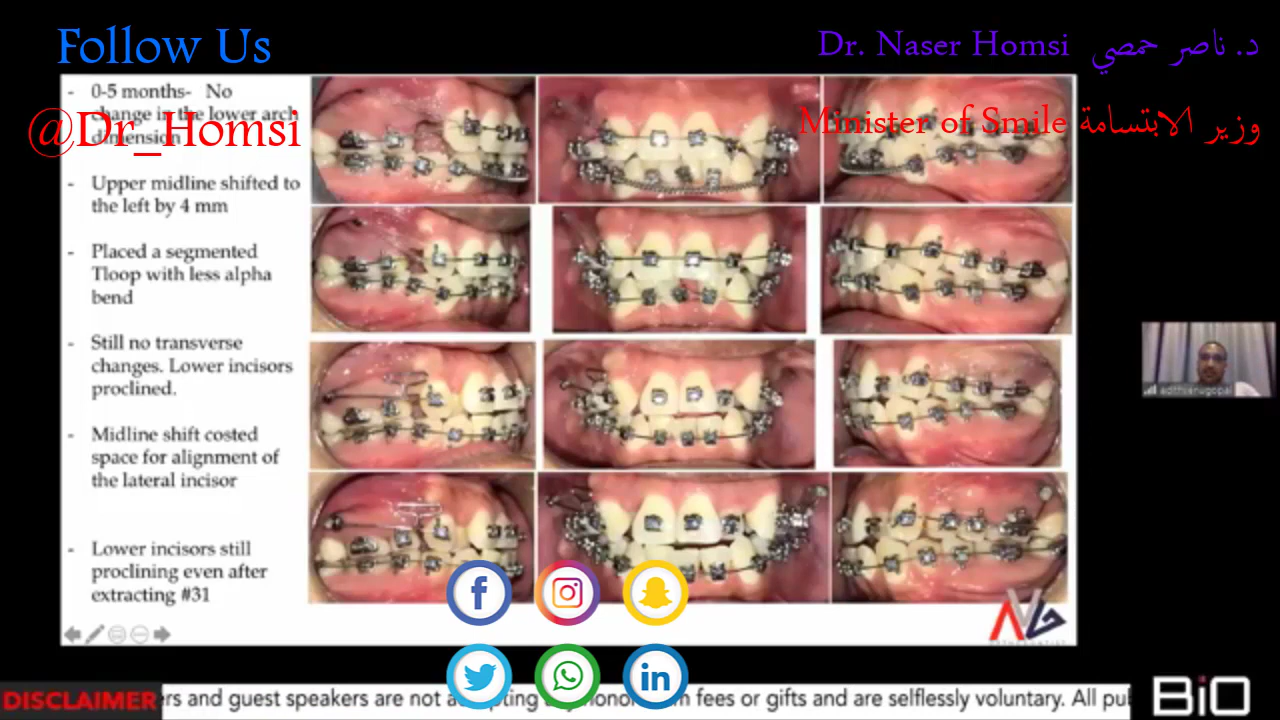 Follow Us
Dr. Naser Homsi د. ناصر حمصي
@Dr_Homsi
Minister of Smile وزير الابتسامة
- 0-5 months- No
change in the lower arch
dimension
- Upper midline shifted to
the left by 4 mm
- Placed a segmented
Tloop with less alpha
bend
- Still no transverse
changes. Lower incisors
proclined.
- Midline shift costed
space for alignment of
the lateral incisor
- Lower incisors still
proclining even after
extracting #31
adithianugopal
DISCLAIMER
rs and guest speakers are not fees or gifts and are selflessly voluntary. All pu
BiO